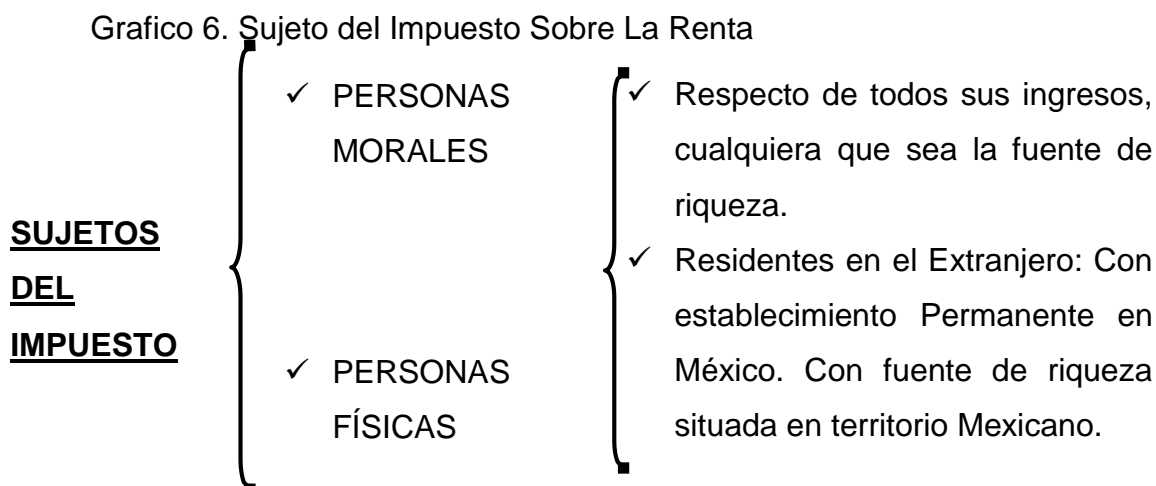 Grafico 6. Sujeto del Impuesto Sobre La Renta
SUJETOS
DEL
IMPUESTO
✓ PERSONAS
MORALES
✓ PERSONAS
FÍSICAS
✓ Respecto de todos sus ingresos,
cualquiera que sea la fuente de
riqueza.
✓ Residentes en el Extranjero: Con
establecimiento Permanente en
México. Con fuente de riqueza
situada en territorio Mexicano.